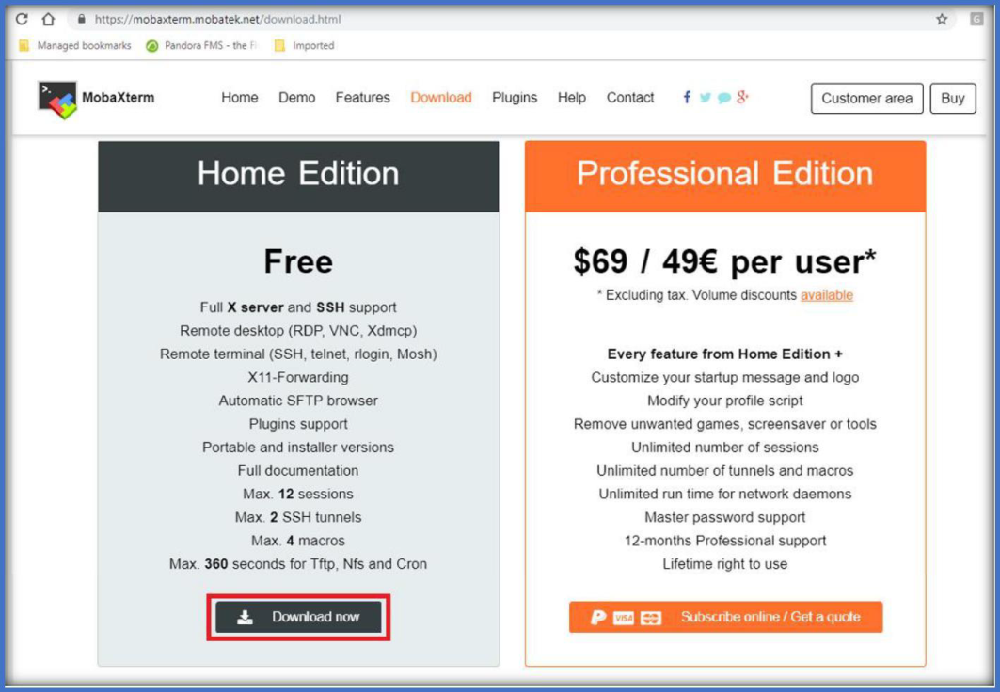 https://mobaxterm.mobatek.net/download.html
G
Managed bookmarks Pandora FMS - the Imported
>_ MobaXterm Home Demo Features Download Plugins Help Contact f g+ Customer area Buy
Home Edition
Free
Full X server and SSH support
Remote desktop (RDP, VNC, Xdmcp)
Remote terminal (SSH, telnet, rlogin, Mosh)
X11-Forwarding
Automatic SFTP browser
Plugins support
Portable and installer versions
Full documentation
Max. 12 sessions
Max. 2 SSH tunnels
Max. 4 macros
Max. 360 seconds for Tftp, Nfs and Cron
Download now
Professional Edition
$69 / 49€ per user*
* Excluding tax. Volume discounts available
Every feature from Home Edition +
Customize your startup message and logo
Modify your profile script
Remove unwanted games, screensaver or tools
Unlimited number of sessions
Unlimited number of tunnels and macros
Unlimited run time for network daemons
Master password support
12-months Professional support
Lifetime right to use
P VISA Subscribe online / Get a quote